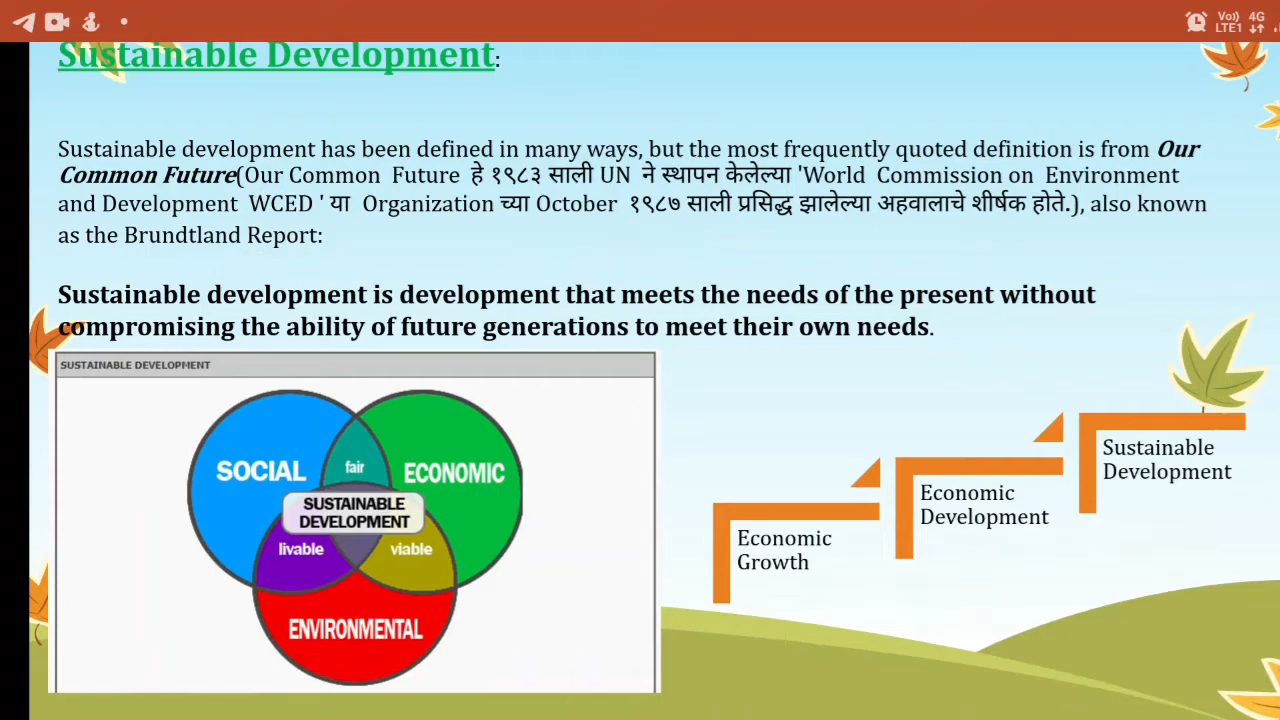 Vo)) 4G
LTE1
Sustainable Development:
Sustainable development has been defined in many ways, but the most frequently quoted definition is from Our
Common Future(Our Common Future हे १९८३ साली UN ने स्थापन केलेल्या 'World Commission on Environment
and Development WCED ' या Organization च्या October १९८७ साली प्रसिद्ध झालेल्या अहवालाचे शीर्षक होते.), also known
as the Brundtland Report:
Sustainable development is development that meets the needs of the present without
compromising the ability of future generations to meet their own needs.
SUSTAINABLE DEVELOPMENT
SOCIAL
fair
ECONOMIC
SUSTAINABLE
DEVELOPMENT
livable
viable
ENVIRONMENTAL
Economic
Growth
Economic
Development
Sustainable
Development